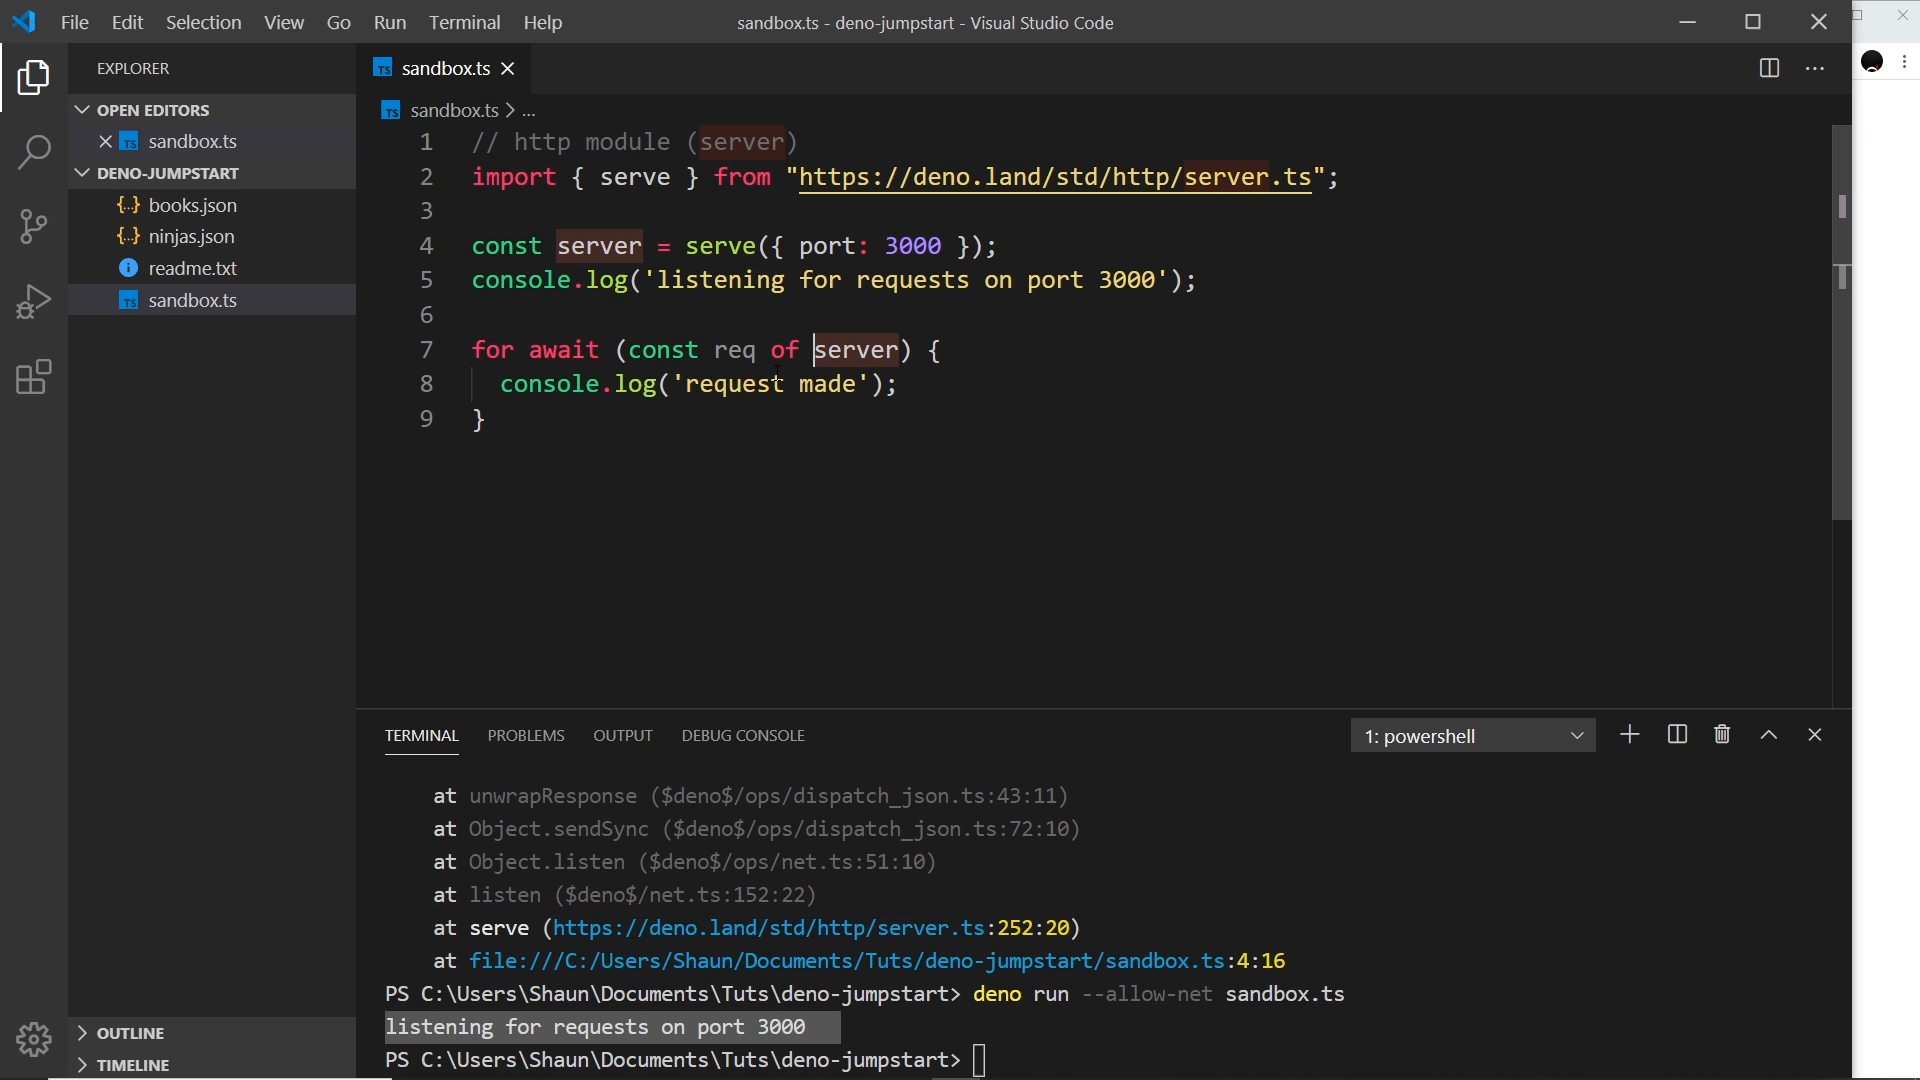 File Edit Selection View Go Run Terminal Help sandbox.ts - deno-jumpstart - Visual Studio Code
EXPLORER
OPEN EDITORS
sandbox.ts
DENO-JUMPSTART
{..} books.json
{..} ninjas.json
readme.txt
TS sandbox.ts
OUTLINE
TIMELINE
TS sandbox.ts
TS sandbox.ts > ...
1 // http module (server)
2 import { serve } from "https://deno.land/std/http/server.ts";
3
4 const server = serve({ port: 3000 });
5 console.log('listening for requests on port 3000');
6
7 for await (const req of server) {
8 console.log('request made');
9 }
TERMINAL PROBLEMS OUTPUT DEBUG CONSOLE 1: powershell
at unwrapResponse ($deno$/ops/dispatch_json.ts:43:11)
at Object.sendSync ($deno$/ops/dispatch_json.ts:72:10)
at Object.listen ($deno$/ops/net.ts:51:10)
at listen ($deno$/net.ts:152:22)
at serve (https://deno.land/std/http/server.ts:252:20)
at file:///C:/Users/Shaun/Documents/Tuts/deno-jumpstart/sandbox.ts:4:16
PS C:\Users\Shaun\Documents\Tuts\deno-jumpstart> deno run --allow-net sandbox.ts
listening for requests on port 3000
PS C:\Users\Shaun\Documents\Tuts\deno-jumpstart>